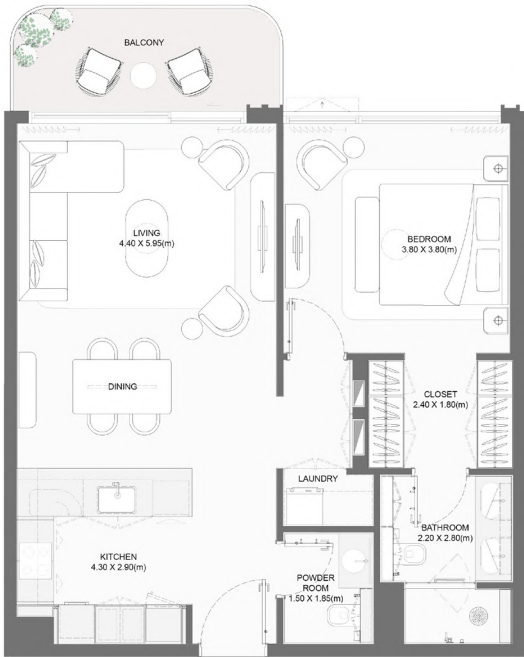 BALCONY
LIVING
4.40 X 5.95(m)
BEDROOM
3.80 X 3.80(m)
DINING
CLOSET
2.40 X 1.80(m)
LAUNDRY
BATHROOM
2.20 X 2.80(m)
KITCHEN
4.30 X 2.90(m)
POWDER
ROOM
1.50 X 1.85(m)